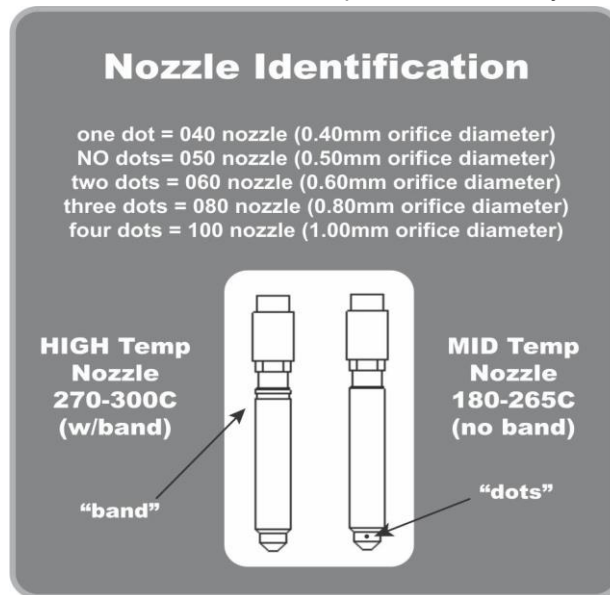 Nozzle Identification
one dot = 040 nozzle (0.40mm orifice diameter)
NO dots= 050 nozzle (0.50mm orifice diameter)
two dots = 060 nozzle (0.60mm orifice diameter)
three dots = 080 nozzle (0.80mm orifice diameter)
four dots = 100 nozzle (1.00mm orifice diameter)
HIGH Temp
Nozzle
270-300C
(w/band)
“band”
MID Temp
Nozzle
180-265C
(no band)
“dots”